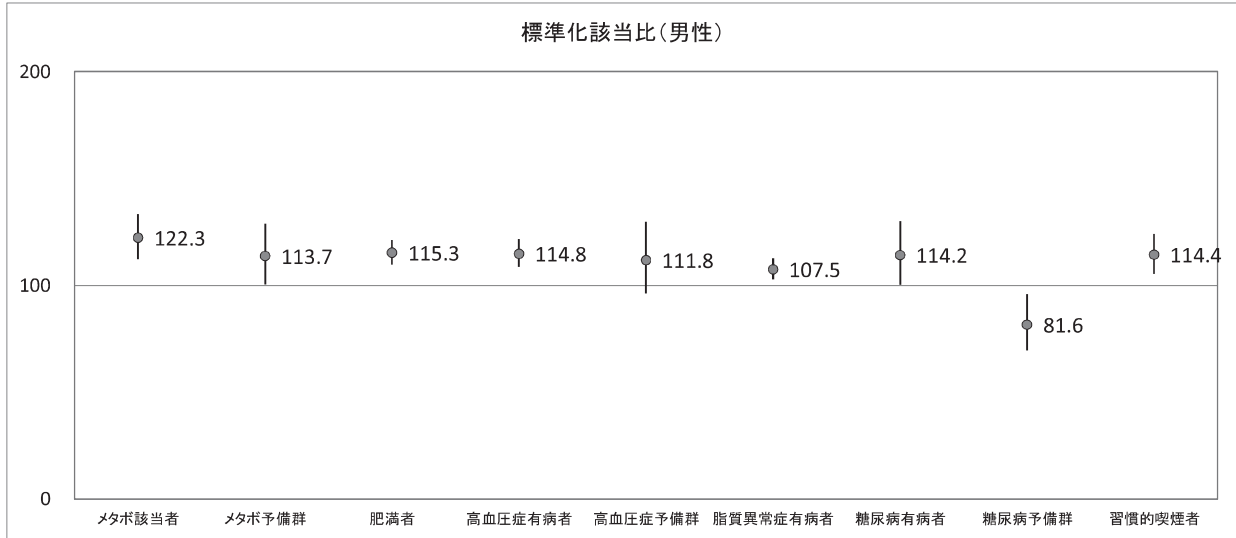 標準化該当比(男性)
200
100
0
122.3
113.7
115.3
114.8
111.8
107.5
114.2
81.6
114.4
メタボ該当者
メタボ予備群
肥満者
高血圧症有病者
高血圧症予備群
脂質異常症有病者
糖尿病有病者
糖尿病予備群
習慣的喫煙者